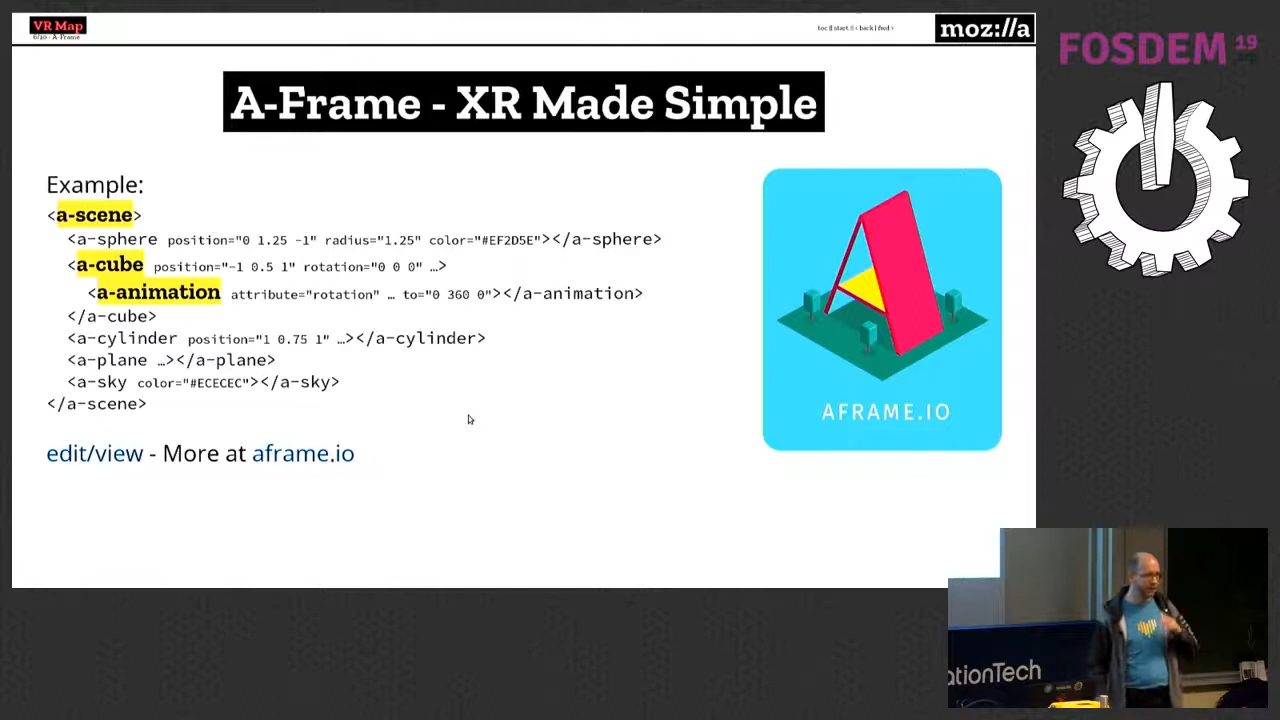 VR Map
6/20 - A-Frame
toc || start || < back | fwd >
moz://a
FOSDEM 19
.org
A-Frame - XR Made Simple
Example:
<a-scene>
<a-sphere position="0 1.25 -1" radius="1.25" color="#EF2D5E"></a-sphere>
<a-cube position="-1 0.5 1" rotation="0 0 0" …>
<a-animation attribute="rotation" … to="0 360 0"></a-animation>
</a-cube>
<a-cylinder position="1 0.75 1" …></a-cylinder>
<a-plane …></a-plane>
<a-sky color="#ECECEC"></a-sky>
</a-scene>
AFRAME.IO
edit/view - More at aframe.io
ationTech